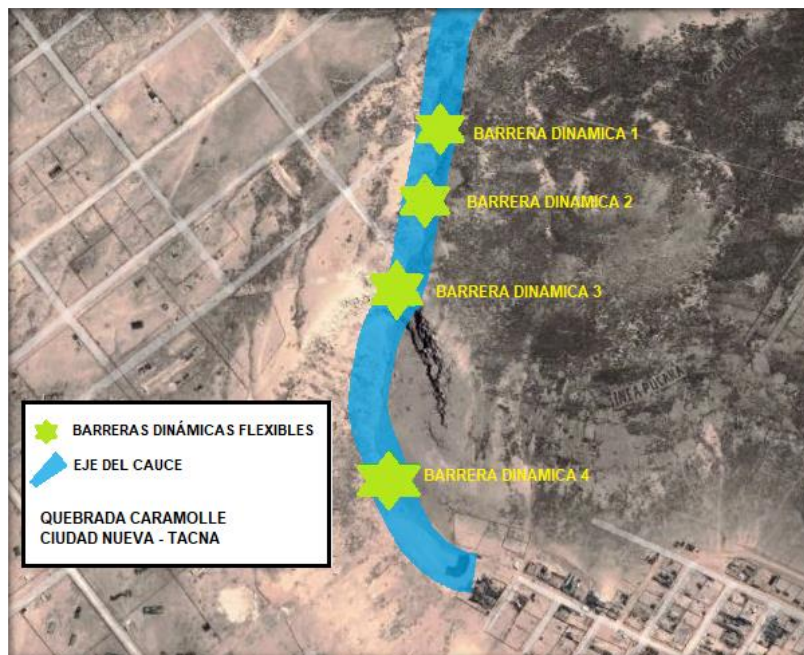 BARRERA DINAMICA 1
BARRERA DINAMICA 2
BARRERA DINAMICA 3
BARRERA DINAMICA 4
BARRERAS DINÁMICAS FLEXIBLES
EJE DEL CAUCE
QUEBRADA CARAMOLLE
CIUDAD NUEVA - TACNA